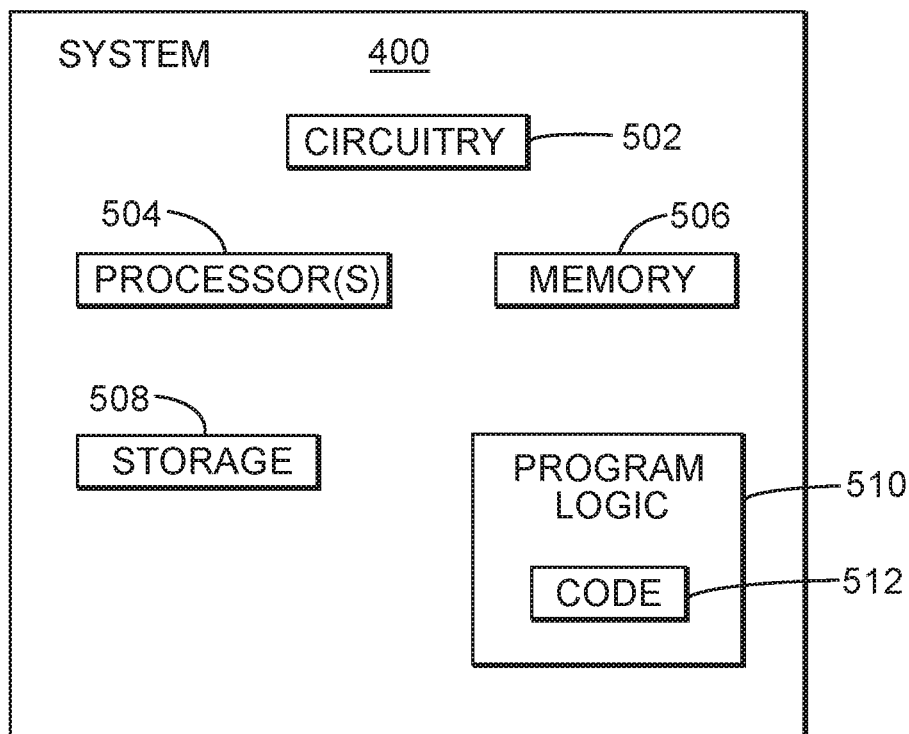 SYSTEM 400
CIRCUITRY 502
504 506
PROCESSOR(S) MEMORY
508
STORAGE
PROGRAM
LOGIC
510
CODE 512